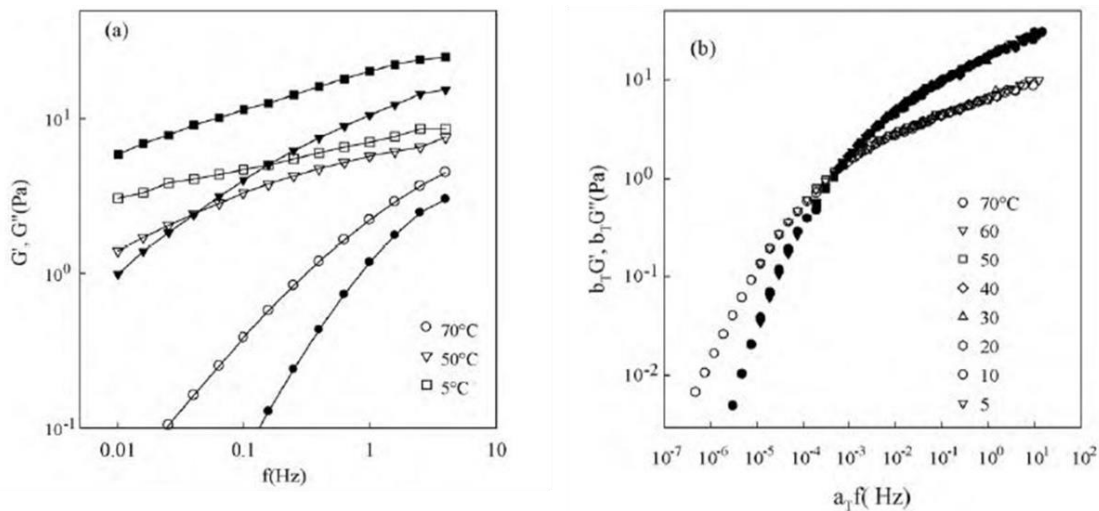 (a)
G', G"(Pa)
10¹
10⁰
10⁻¹
0.01 0.1 1 10
f(Hz)
70°C
50°C
5°C
(b)
b_TG', b_TG"(Pa)
10¹
10⁰
10⁻¹
10⁻²
70°C
60
50
40
30
20
10
5
10⁻⁷ 10⁻⁶ 10⁻⁵ 10⁻⁴ 10⁻³ 10⁻² 10⁻¹ 10⁰ 10¹ 10²
a_Tf( Hz)